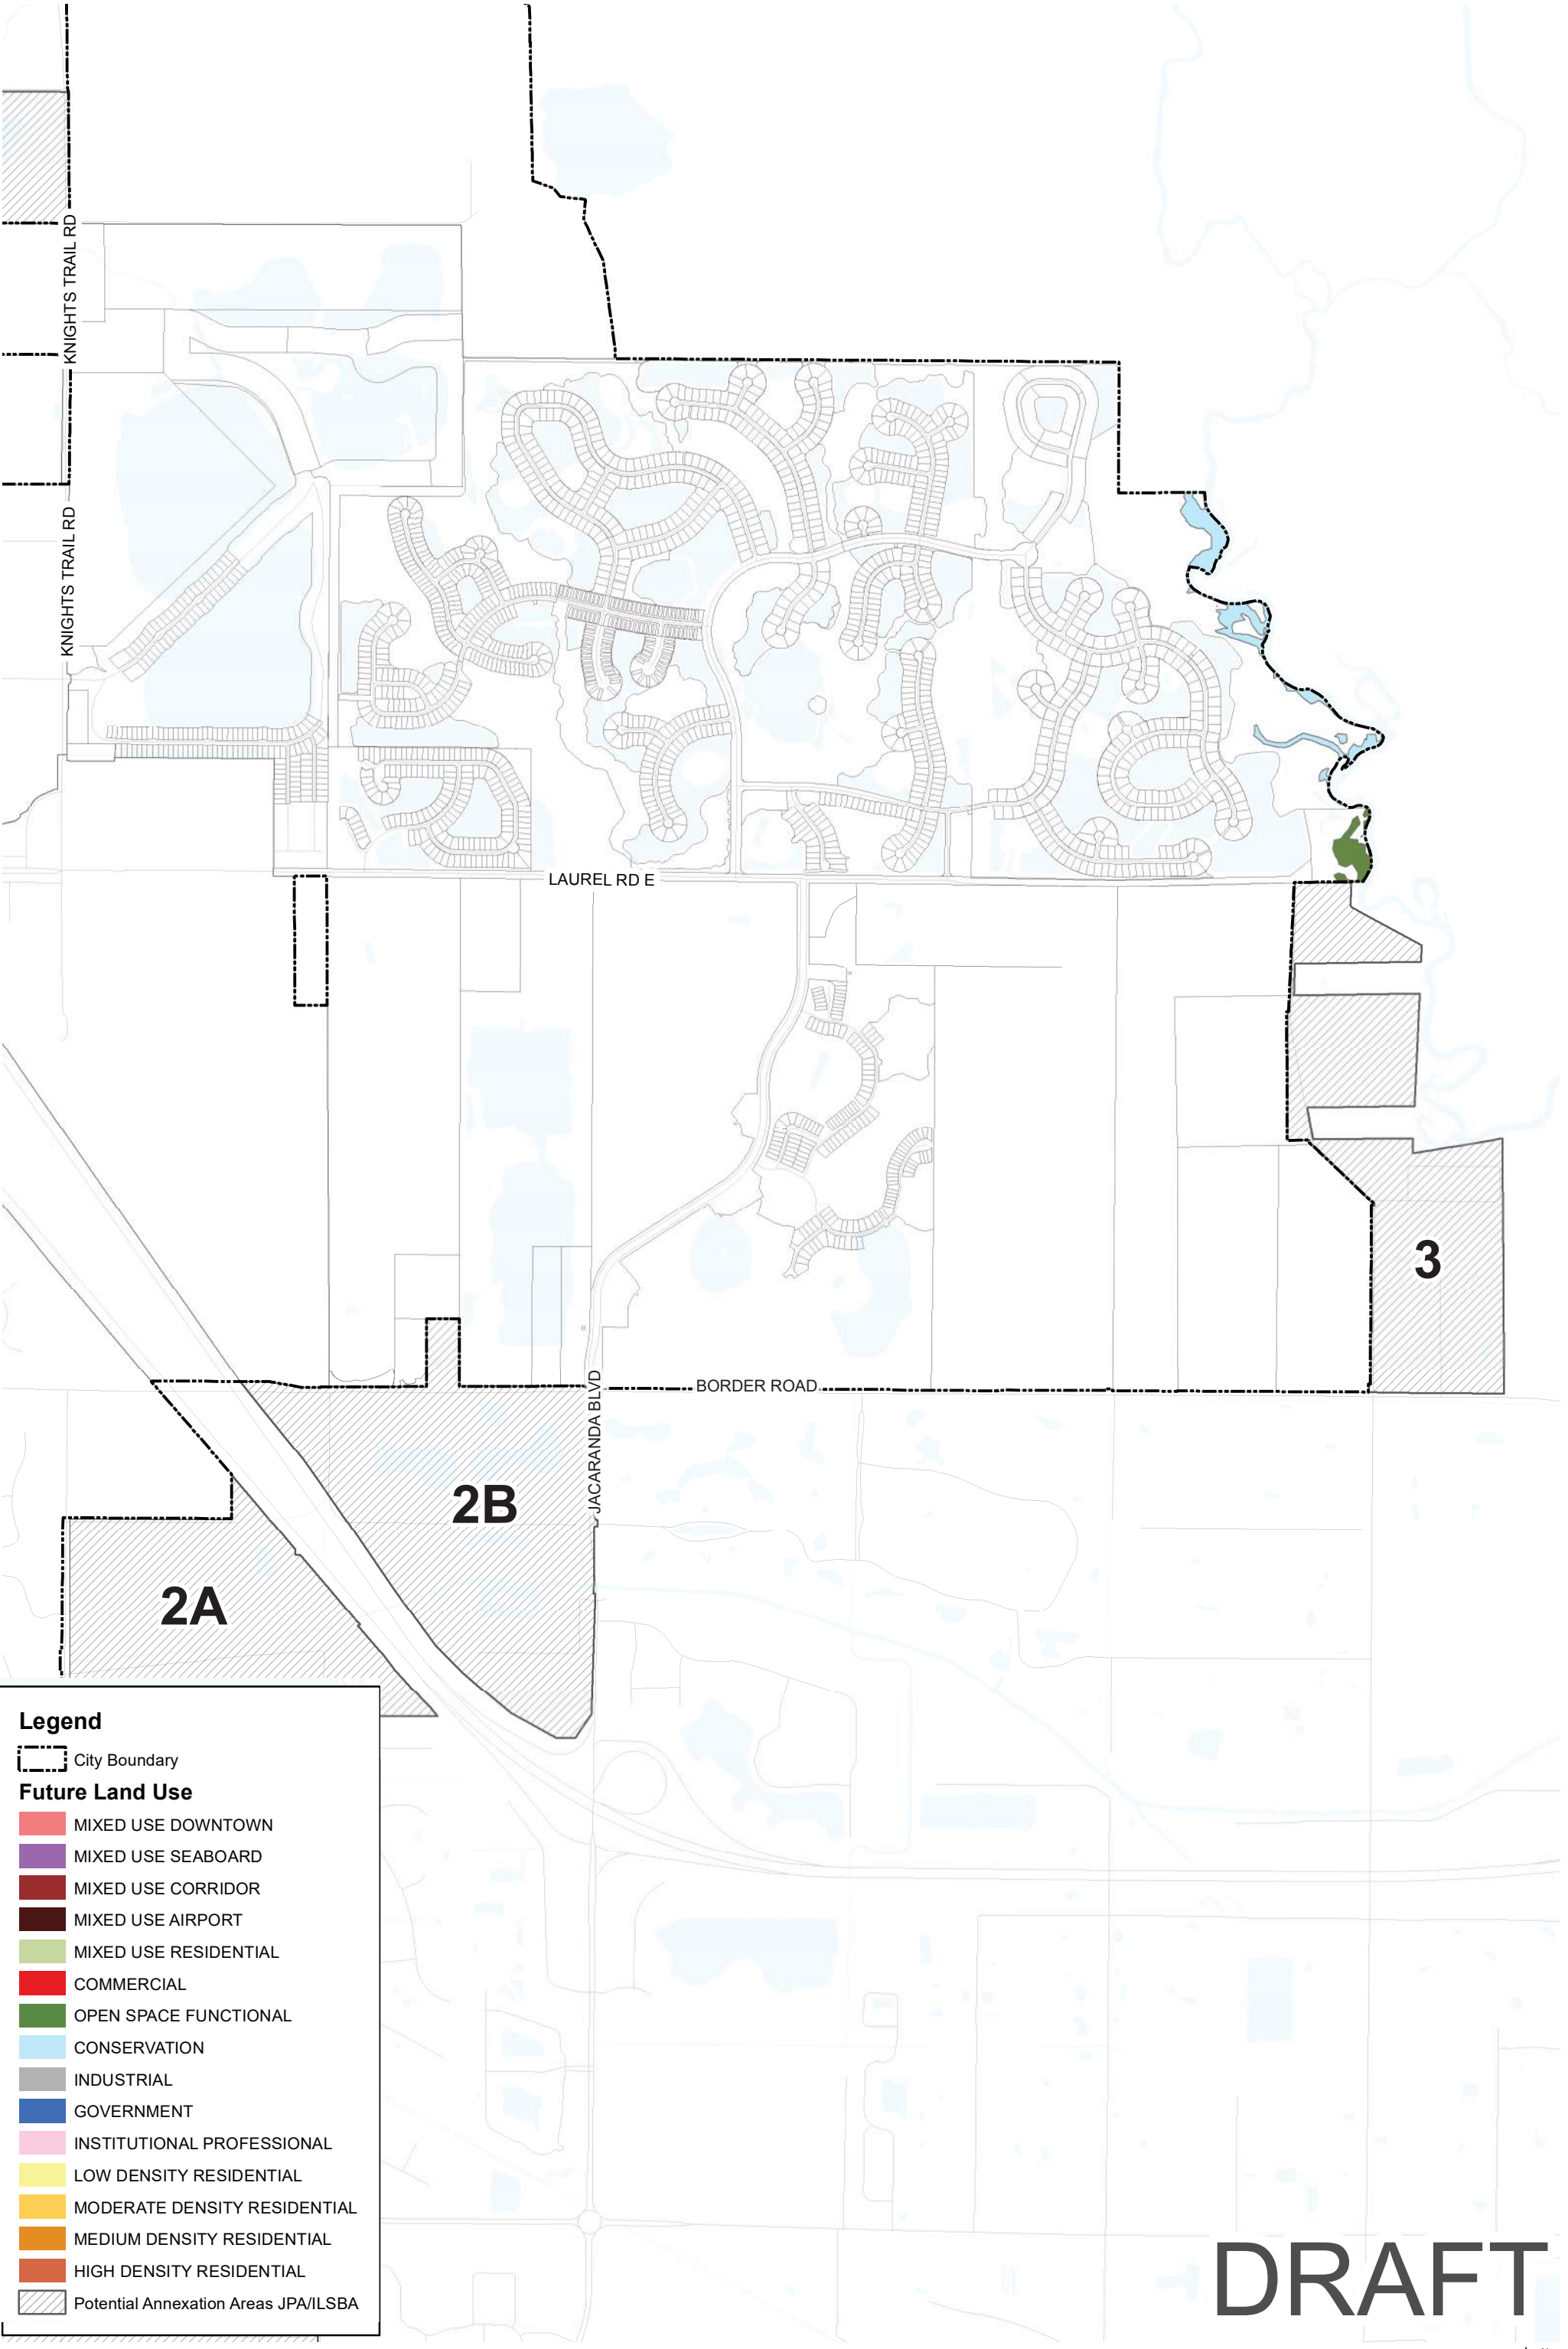 KNIGHTS TRAIL RD
KNIGHTS TRAIL RD
LAUREL RD E
3
BORDER ROAD
JACARANDA BLVD
2B
2A
Legend
City Boundary
Future Land Use
MIXED USE DOWNTOWN
MIXED USE SEABOARD
MIXED USE CORRIDOR
MIXED USE AIRPORT
MIXED USE RESIDENTIAL
COMMERCIAL
OPEN SPACE FUNCTIONAL
CONSERVATION
INDUSTRIAL
GOVERNMENT
INSTITUTIONAL PROFESSIONAL
LOW DENSITY RESIDENTIAL
MODERATE DENSITY RESIDENTIAL
MEDIUM DENSITY RESIDENTIAL
HIGH DENSITY RESIDENTIAL
Potential Annexation Areas JPA/ILSBA
DRAFT